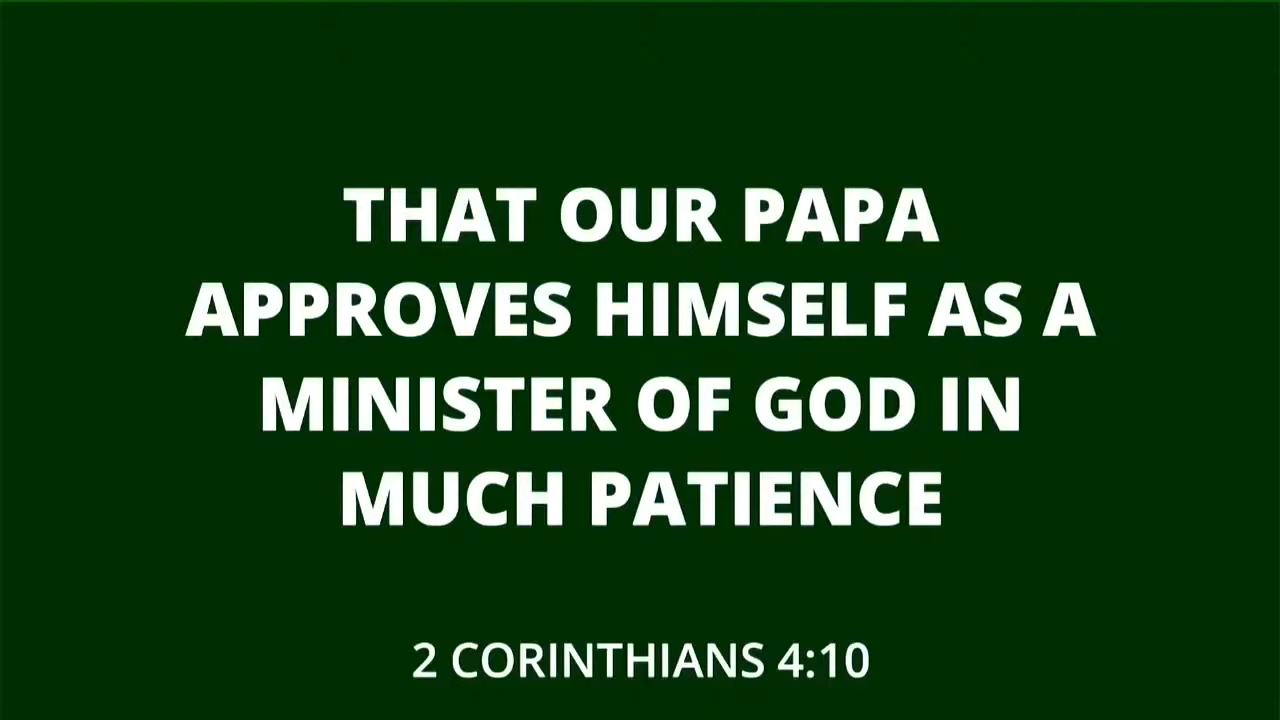 THAT OUR PAPA
APPROVES HIMSELF AS A
MINISTER OF GOD IN
MUCH PATIENCE
2 CORINTHIANS 4:10